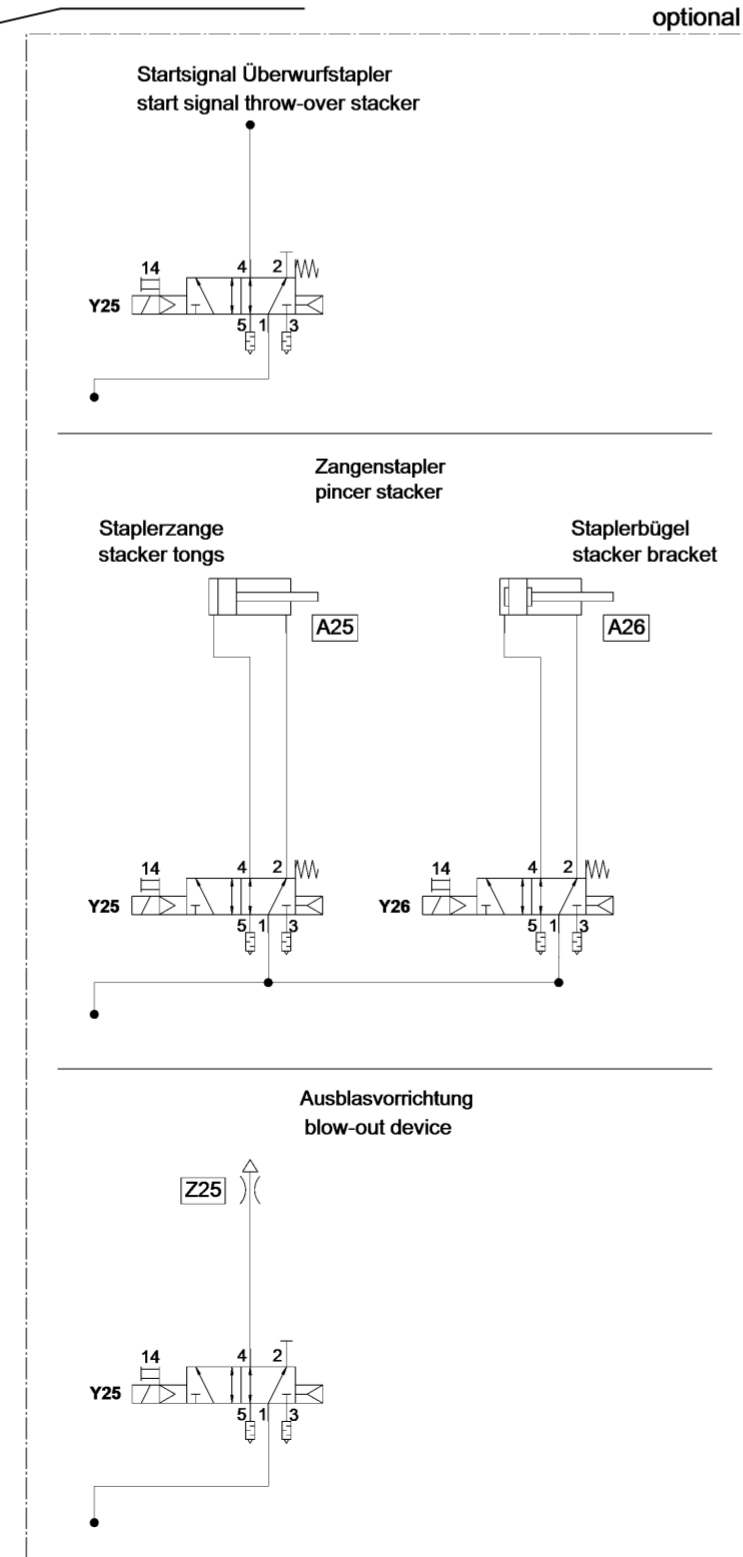 optional
Startsignal Überwurfstapler
start signal throw-over stacker
14 4 2
Y25
5 1 3
Zangenstapler
pincer stacker
Staplerzange
stacker tongs
Staplerbügel
stacker bracket
A25
A26
14 4 2
Y25
5 1 3
14 4 2
Y26
5 1 3
Ausblasvorrichtung
blow-out device
Z25
14 4 2
Y25
5 1 3